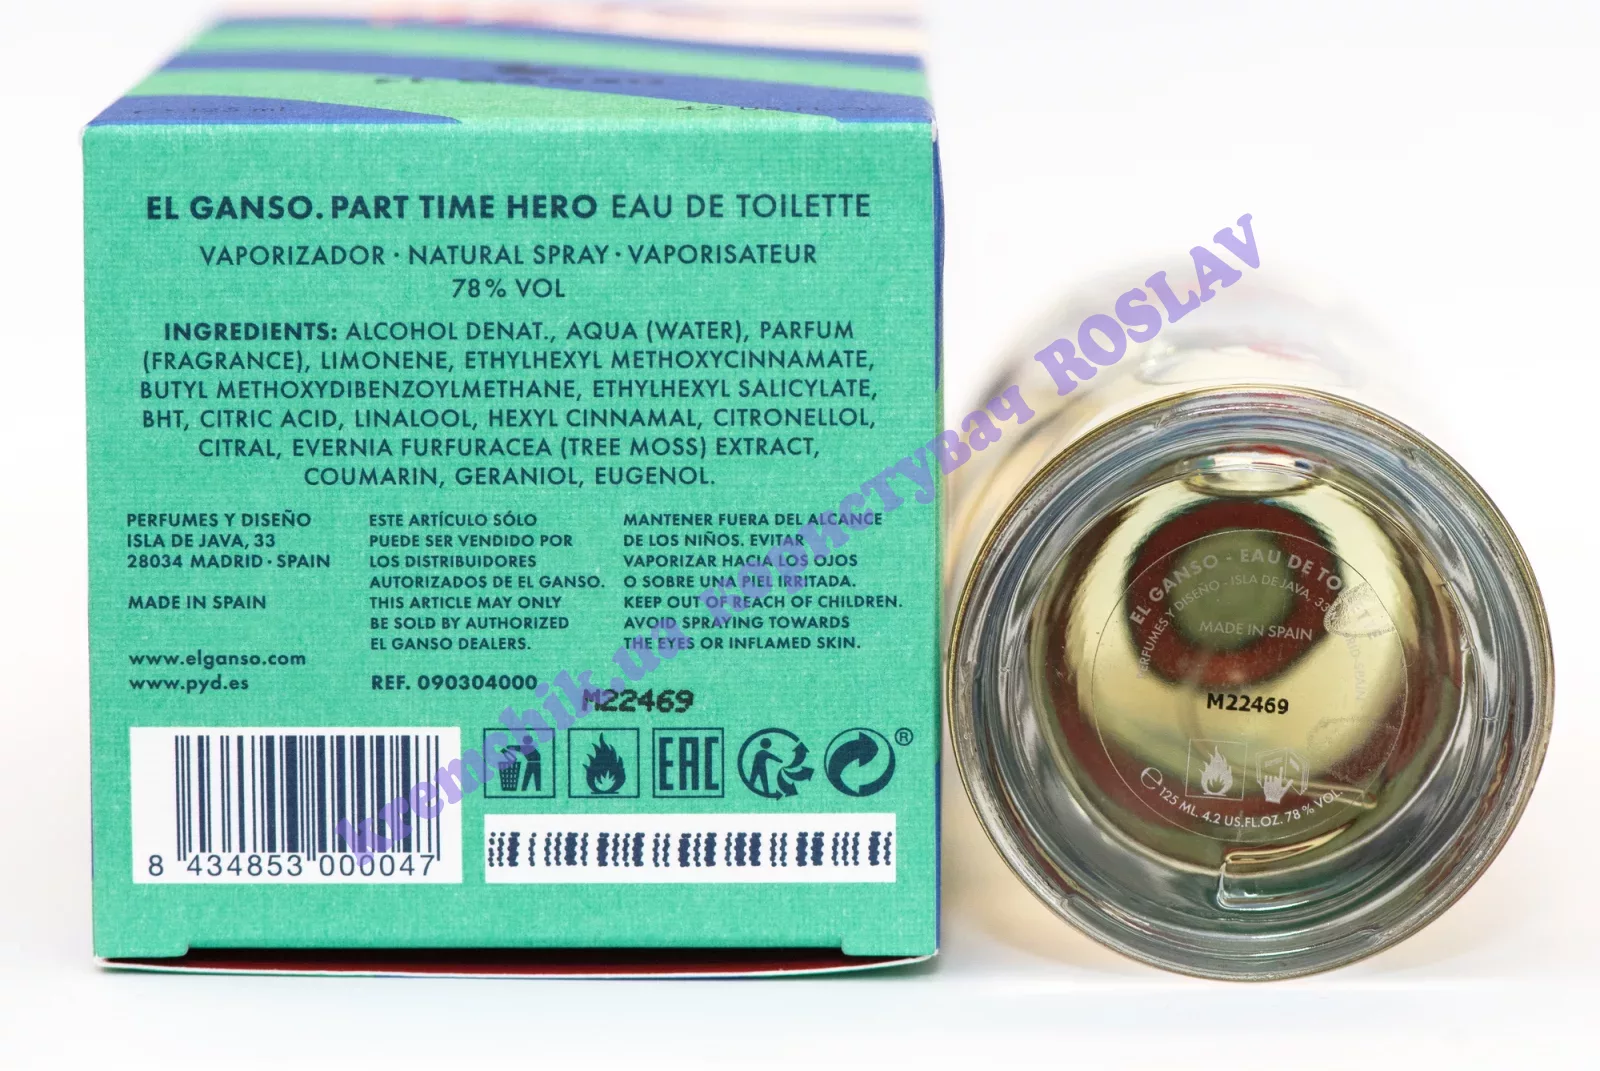 EL GANSO. PART TIME HERO EAU DE TOILETTE
VAPORIZADOR · NATURAL SPRAY · VAPORISATEUR
78% VOL
INGREDIENTS: ALCOHOL DENAT., AQUA (WATER), PARFUM
(FRAGRANCE), LIMONENE, ETHYLHEXYL METHOXYCINNAMATE,
BUTYL METHOXYDIBENZOYLMETHANE, ETHYLHEXYL SALICYLATE,
BHT, CITRIC ACID, LINALOOL, HEXYL CINNAMAL, CITRONELLOL,
CITRAL, EVERNIA FURFURACEA (TREE MOSS) EXTRACT,
COUMARIN, GERANIOL, EUGENOL.
PERFUMES Y DISEÑO
ISLA DE JAVA, 33
28034 MADRID · SPAIN
MADE IN SPAIN
www.elganso.com
www.pyd.es
ESTE ARTÍCULO SÓLO
PUEDE SER VENDIDO POR
LOS DISTRIBUIDORES
AUTORIZADOS DE EL GANSO.
THIS ARTICLE MAY ONLY
BE SOLD BY AUTHORIZED
EL GANSO DEALERS.
REF. 090304000
MANTENER FUERA DEL ALCANCE
DE LOS NIÑOS. EVITAR
VAPORIZAR HACIA LOS OJOS
O SOBRE UNA PIEL IRRITADA.
KEEP OUT OF REACH OF CHILDREN.
AVOID SPRAYING TOWARDS
THE EYES OR INFLAMED SKIN.
M22469
EAC
®
8 434853 000047
EL GANSO - EAU DE
PERFUMES Y DISEÑO - ISLA DE JAVA, 33
MADE IN SPAIN
M22469
125 ML. 4.2 US.FL.OZ. 78% VOL.
kremchik.ua Користувач ROSLAV